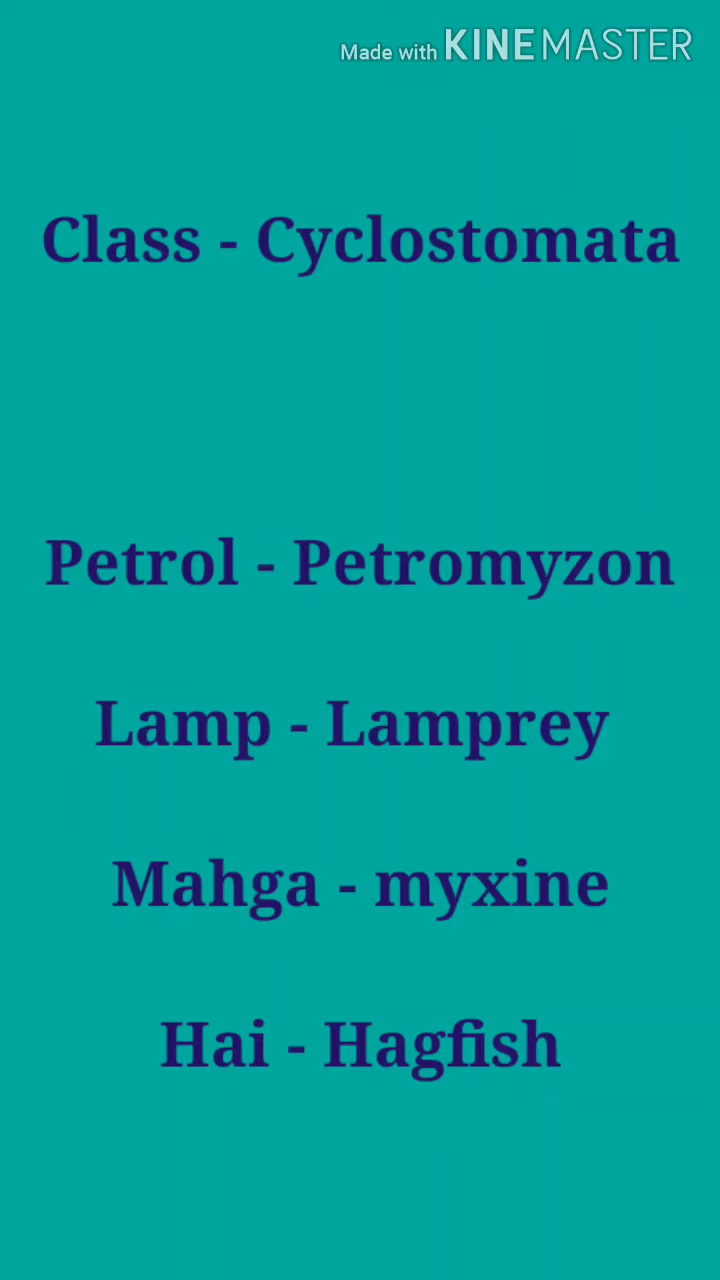 Made with KINEMASTER
Class - Cyclostomata
Petrol - Petromyzon
Lamp - Lamprey
Mahga - myxine
Hai - Hagfish